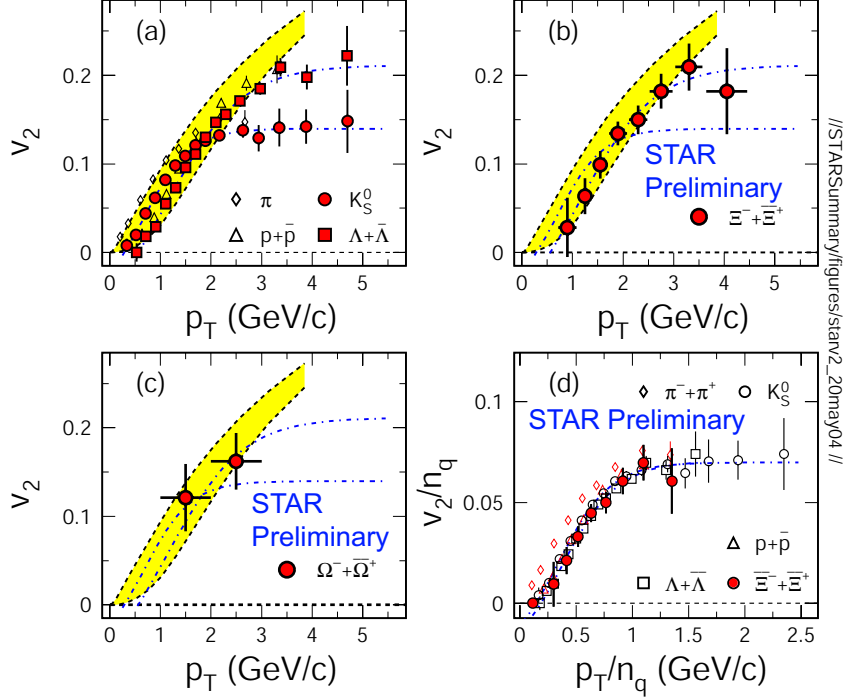 (a)
0.2
0.1
0
v₂
π
K⁰S
p+p̄
Λ+Λ̄
0 1 2 3 4 5
pT (GeV/c)
(b)
0.2
0.1
0
v₂
STAR
Preliminary
Ξ⁻+Ξ̄⁺
0 1 2 3 4 5
pT (GeV/c)
(c)
0.2
0.1
0
v₂
STAR
Preliminary
Ω⁻+Ω̄⁺
0 1 2 3 4 5
pT (GeV/c)
(d)
π⁻+π⁺
K⁰S
STAR Preliminary
0.1
0.05
0
v₂/nq
p+p̄
Λ+Λ̄
Ξ̄⁻+Ξ̄⁺
0 0.5 1 1.5 2 2.5
pT/nq (GeV/c)
//STARSummary/figures/starv2_20may04 //